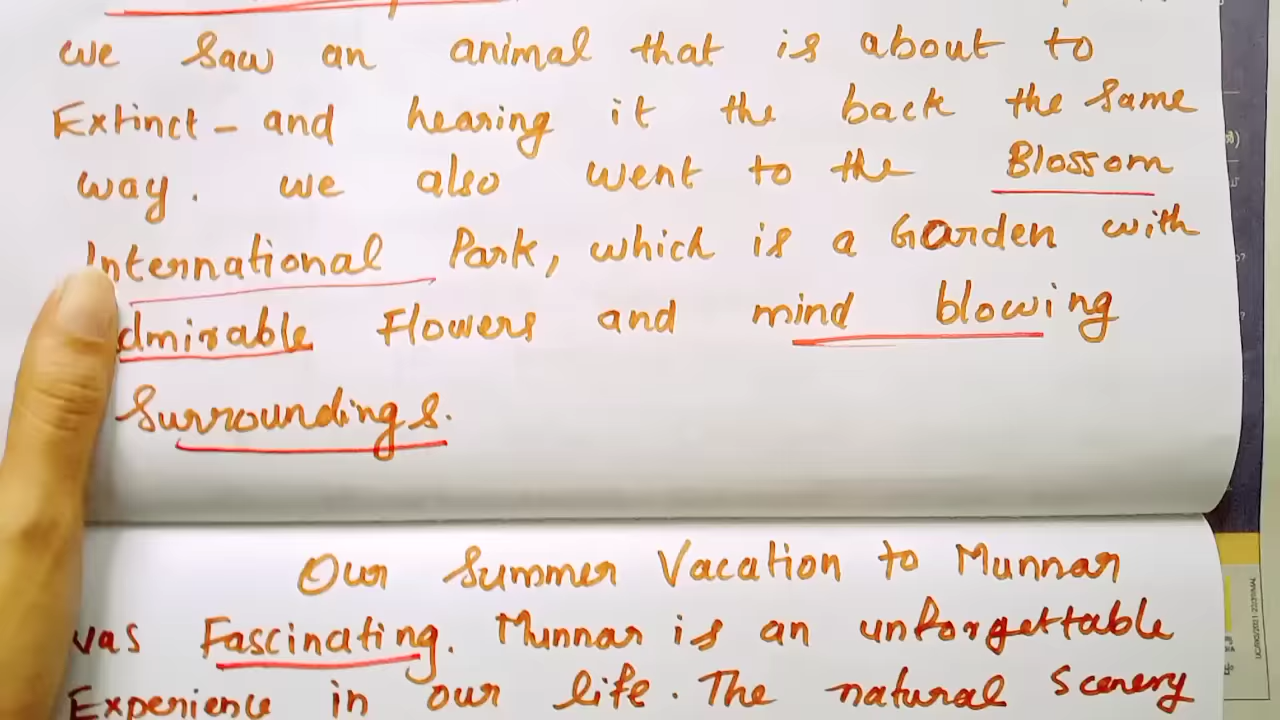 we saw an animal that is about to
Extinct - and hearing it the back the same
way. we also went to the Blossom
International Park, which is a Garden with
admirable Flowers and mind blowing
Surroundings.
Our Summer Vacation to Munnar
was Fascinating. Munnar is an unforgettable
Experience in our life. The natural scenery